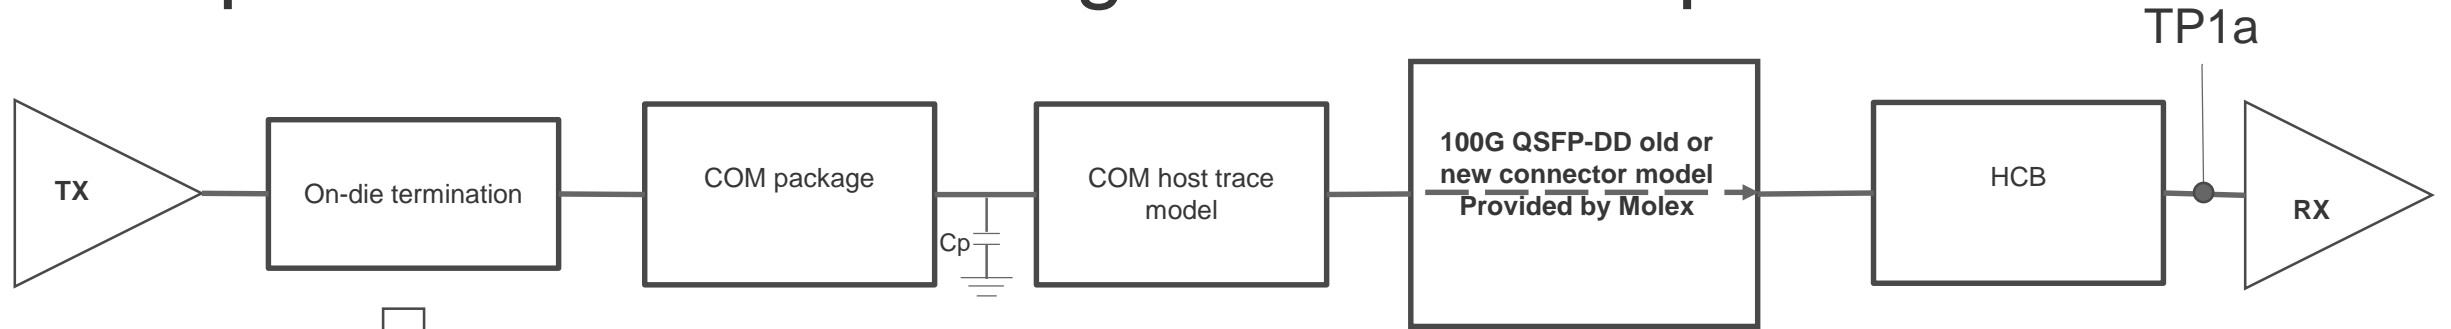 TP1a
TX
On-die termination
COM package
Cp
COM host trace
model
100G QSFP-DD old or
new connector model
Provided by Molex
HCB
RX